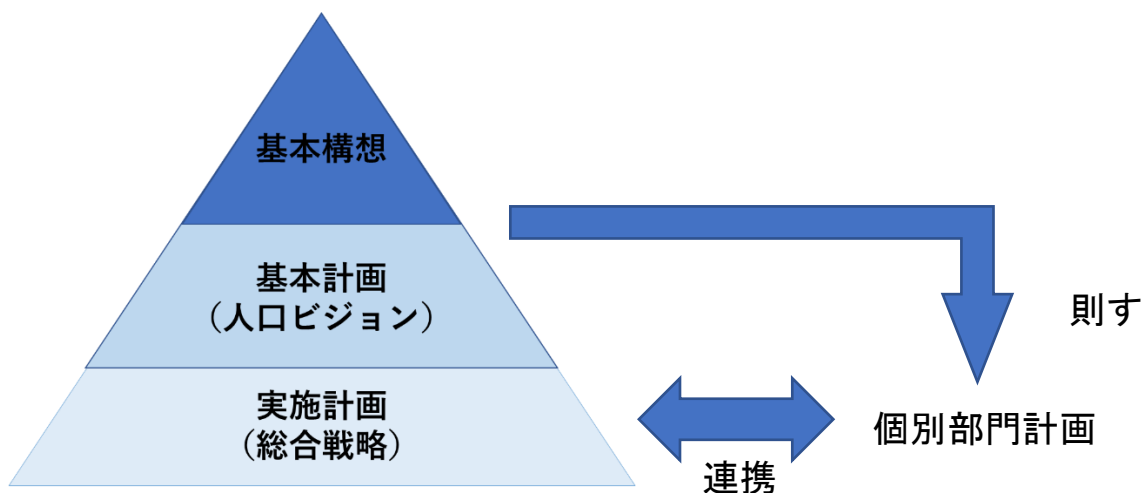 基本構想
基本計画
（人口ビジョン）
則す
実施計画
（総合戦略）
個別部門計画
連携